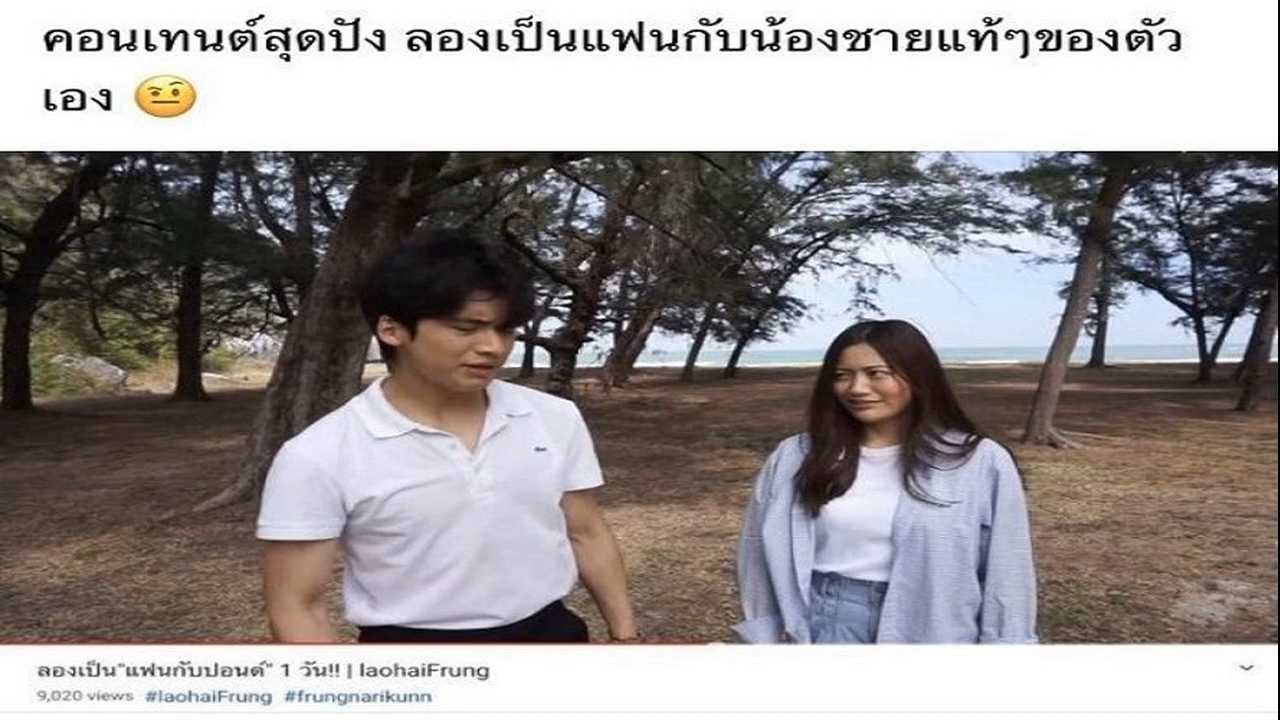 คอนเทนต์สุดปัง ลองเป็นแฟนกับน้องชายแท้ๆของตัว
เอง 🤨
ลองเป็น"แฟนกับปอนด์" 1 วัน!! | laohaiFrung
9,020 views #laohaiFrung #frungnarikunn